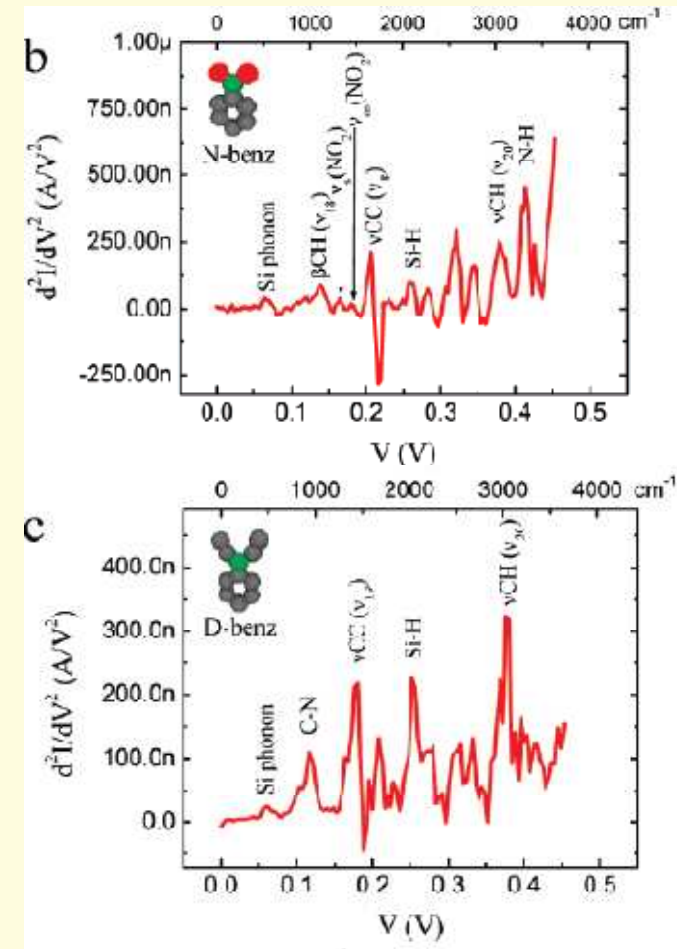 0 1000 2000 3000 4000 cm⁻¹
b
1.00μ
750.00n
500.00n
250.00n
0.00
-250.00n
d²I/dV² (A/V²)
N-benz
Si phonon
βCH (ν₁₈)
νₛ(NO₂)
(NO₂)
νCC (ν₈)
Si-H
νCH (ν₂₀)
N-H
0.0 0.1 0.2 0.3 0.4 0.5
V (V)
0 1000 2000 3000 4000 cm⁻¹
c
400.0n
300.0n
200.0n
100.0n
0.0
d²I/dV² (A/V²)
D-benz
Si phonon
C-N
νCC
Si-H
νCH
0.0 0.1 0.2 0.3 0.4 0.5
V (V)